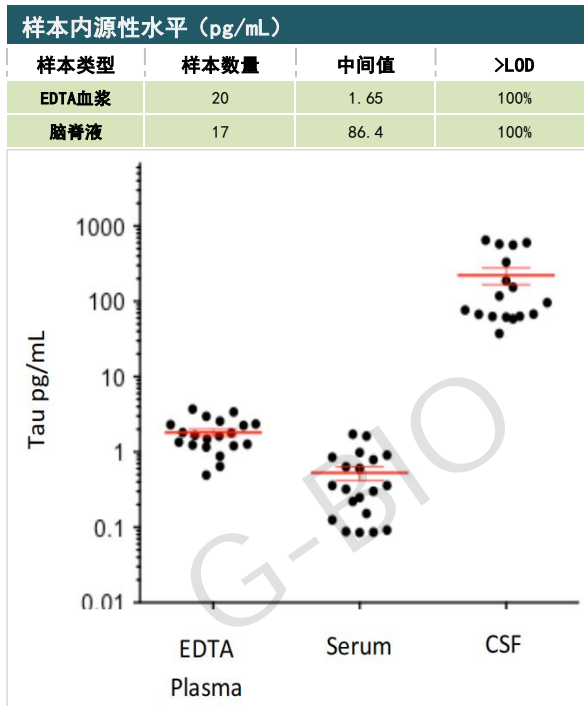 样本内源性水平（pg/mL）
样本类型 样本数量 中间值 >LOD
EDTA血浆 20 1.65 100%
脑脊液 17 86.4 100%
1000
100
10
1
0.1
0.01
Tau pg/mL
EDTA
Plasma
Serum
CSF
G-BIO